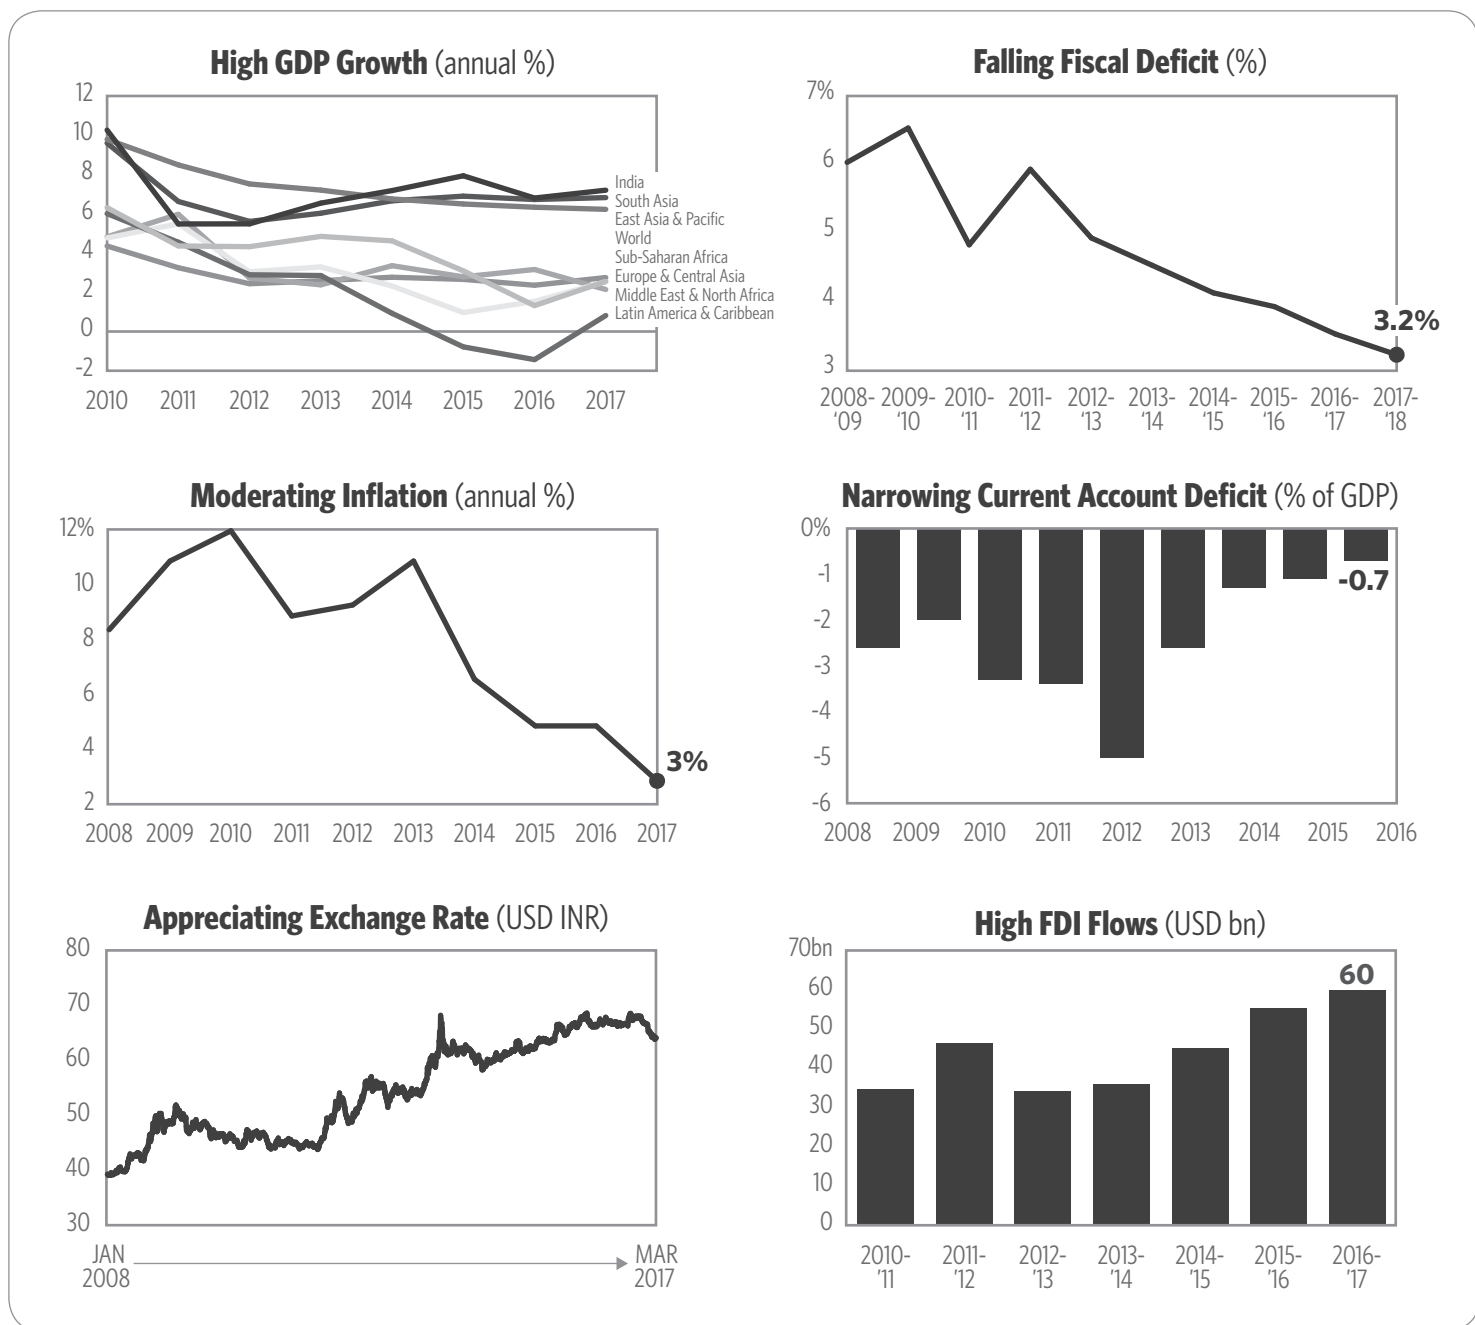 High GDP Growth (annual %)
12
10
8
6
4
2
0
-2
2010 2011 2012 2013 2014 2015 2016 2017
India
South Asia
East Asia & Pacific
World
Sub-Saharan Africa
Europe & Central Asia
Middle East & North Africa
Latin America & Caribbean
Falling Fiscal Deficit (%)
7%
6
5
4
3
3.2%
2008- 2009- 2010- 2011- 2012- 2013- 2014- 2015- 2016- 2017-
‘09 ‘10 ‘11 ‘12 ‘13 ‘14 ‘15 ‘16 ‘17 ‘18
Moderating Inflation (annual %)
12%
10
8
6
4
2
3%
2008 2009 2010 2011 2012 2013 2014 2015 2016 2017
Narrowing Current Account Deficit (% of GDP)
0%
-1
-2
-3
-4
-5
-6
-0.7
2008 2009 2010 2011 2012 2013 2014 2015 2016
Appreciating Exchange Rate (USD INR)
80
70
60
50
40
30
JAN MAR
2008 2017
High FDI Flows (USD bn)
70bn
60
50
40
30
20
10
0
60
2010- 2011- 2012- 2013- 2014- 2015- 2016-
’11 ’12 ’13 ’14 ’15 ’16 ’17